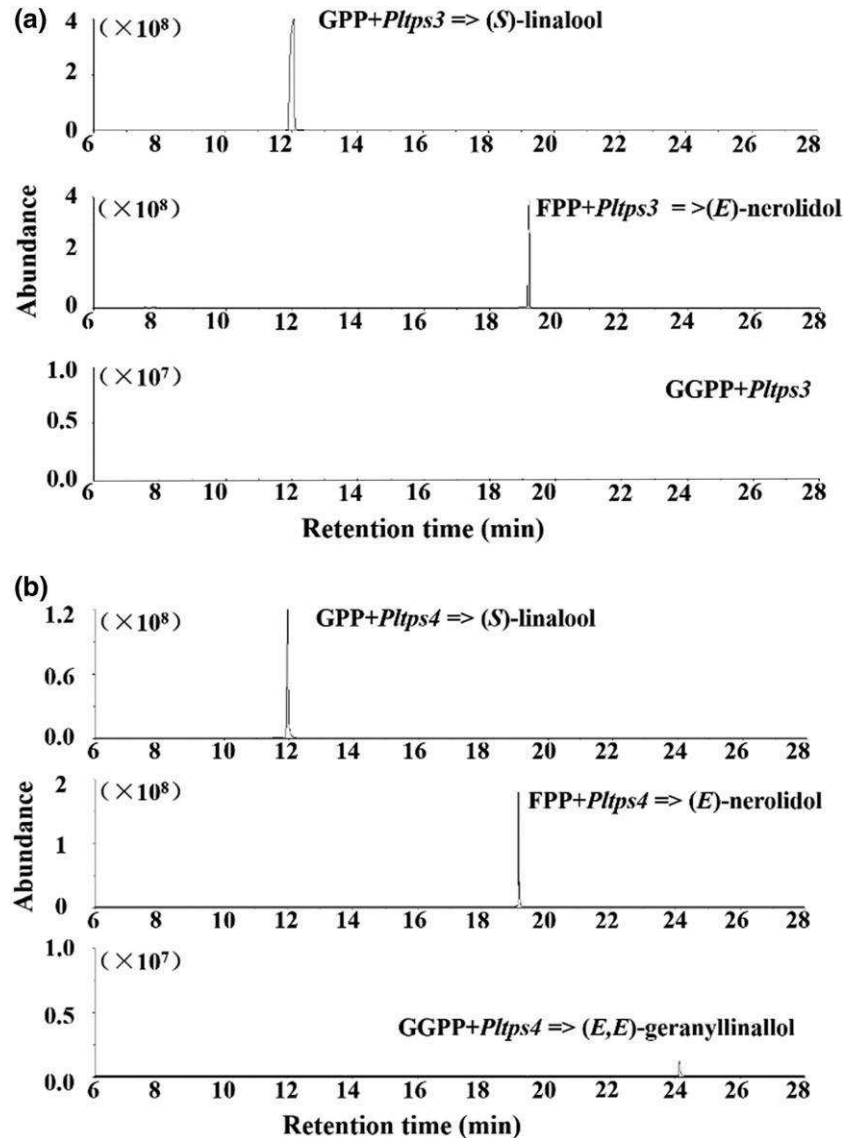 (a)
4 (×10⁸) GPP+Pltps3 => (S)-linalool
2
0
6 8 10 12 14 16 18 20 22 24 26 28
4 (×10⁸) FPP+Pltps3 = >(E)-nerolidol
2
0
6 8 10 12 14 16 18 20 22 24 26 28
Abundance
1.0 (×10⁷) GGPP+Pltps3
0.5
0.0
6 8 10 12 14 16 18 20 22 24 26 28
Retention time (min)
(b)
1.2 (×10⁸) GPP+Pltps4 => (S)-linalool
0.6
0.0
6 8 10 12 14 16 18 20 22 24 26 28
2 (×10⁸) FPP+Pltps4 => (E)-nerolidol
1
0
6 8 10 12 14 16 18 20 22 24 26 28
Abundance
1.0 (×10⁷)
0.5
GGPP+Pltps4 => (E,E)-geranyllinallol
0.0
6 8 10 12 14 16 18 20 22 24 26 28
Retention time (min)